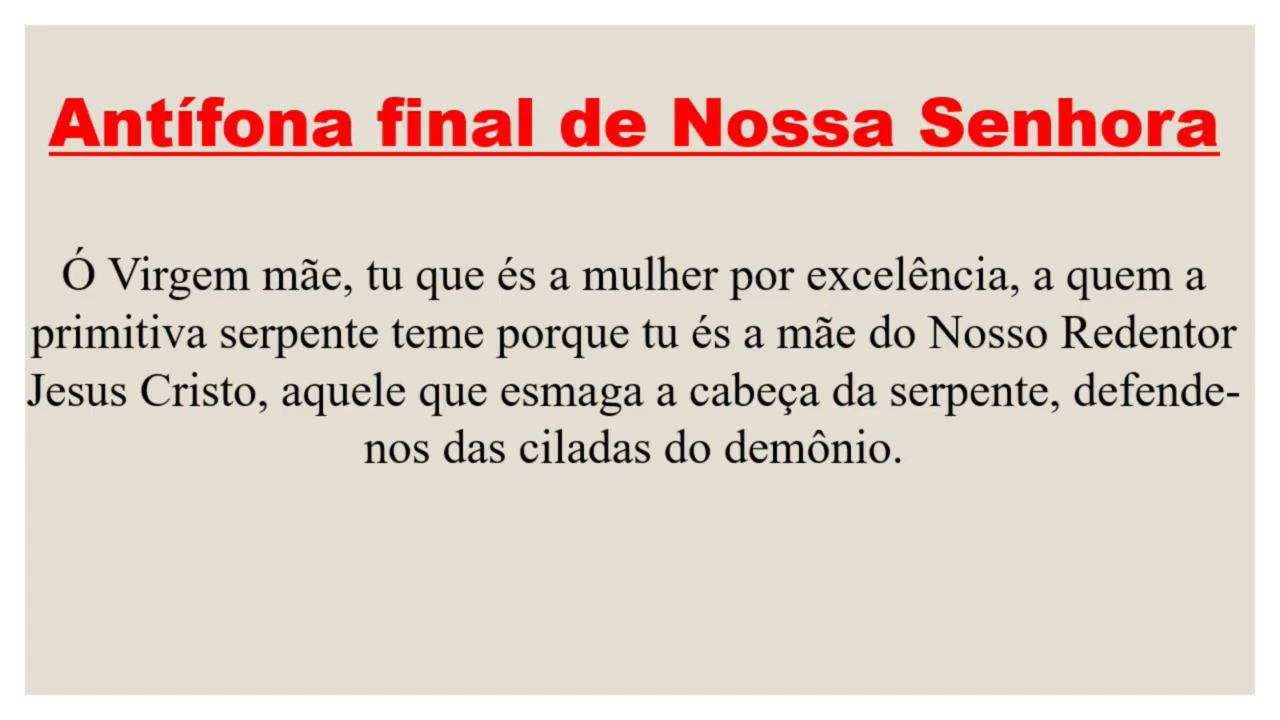 Antífona final de Nossa Senhora
Ó Virgem mãe, tu que és a mulher por excelência, a quem a
primitiva serpente teme porque tu és a mãe do Nosso Redentor
Jesus Cristo, aquele que esmaga a cabeça da serpente, defende-
nos das ciladas do demônio.